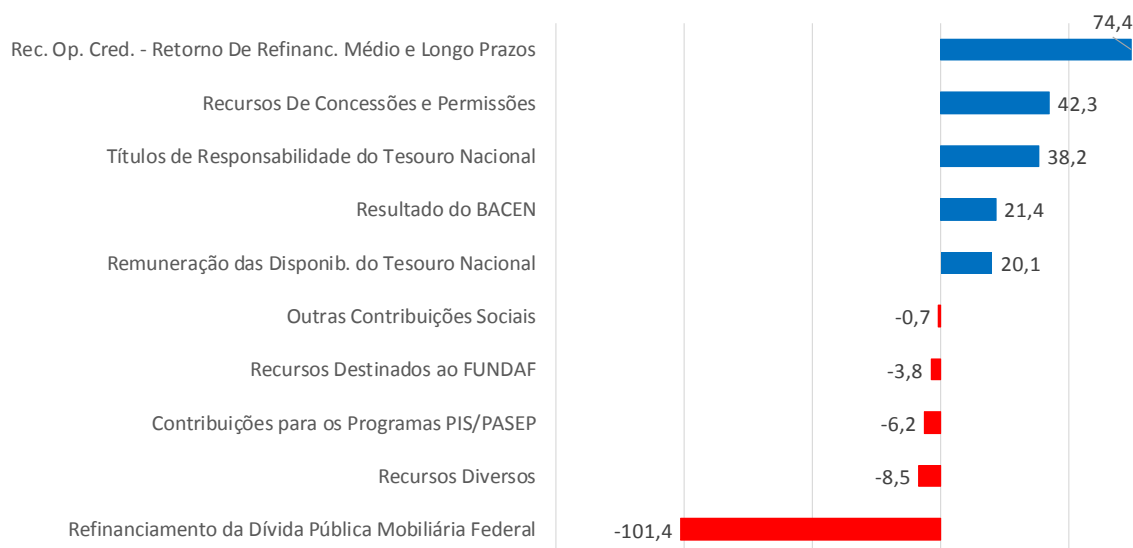 74,4
Rec. Op. Cred. - Retorno De Refinanc. Médio e Longo Prazos
Recursos De Concessões e Permissões 42,3
Títulos de Responsabilidade do Tesouro Nacional 38,2
Resultado do BACEN 21,4
Remuneração das Disponib. do Tesouro Nacional 20,1
Outras Contribuições Sociais -0,7
Recursos Destinados ao FUNDAF -3,8
Contribuições para os Programas PIS/PASEP -6,2
Recursos Diversos -8,5
Refinanciamento da Dívida Pública Mobiliária Federal -101,4